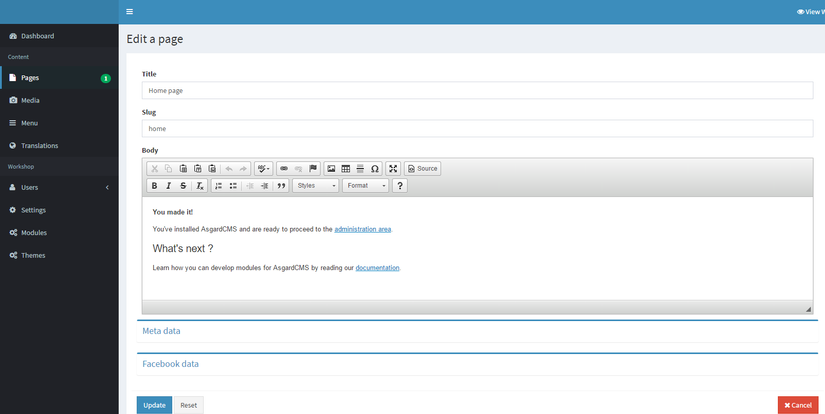 View
Dashboard
Content
Pages
1
Media
Menu
Translations
Workshop
Users
Settings
Modules
Themes
Edit a page
Title
Home page
Slug
home
Body
Source
B I S Tx Styles Format ?
You made it!
You've installed AsgardCMS and are ready to proceed to the administration area.
What's next ?
Learn how you can develop modules for AsgardCMS by reading our documentation.
Meta data
Facebook data
Update Reset Cancel